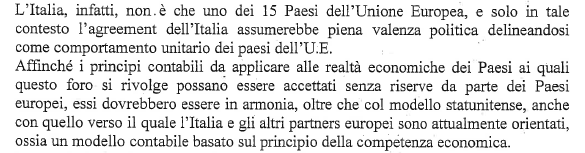 L'Italia, infatti, non è che uno dei 15 Paesi dell'Unione Europea, e solo in tale
contesto l'agreement dell'Italia assumerebbe piena valenza politica delineandosi
come comportamento unitario dei paesi dell'U.E.
Affinché i principi contabili da applicare alle realtà economiche dei Paesi ai quali
questo foro si rivolge possano essere accettati senza riserve da parte dei Paesi
europei, essi dovrebbero essere in armonia, oltre che col modello statunitense, anche
con quello verso il quale l'Italia e gli altri partners europei sono attualmente orientati,
ossia un modello contabile basato sul principio della competenza economica.